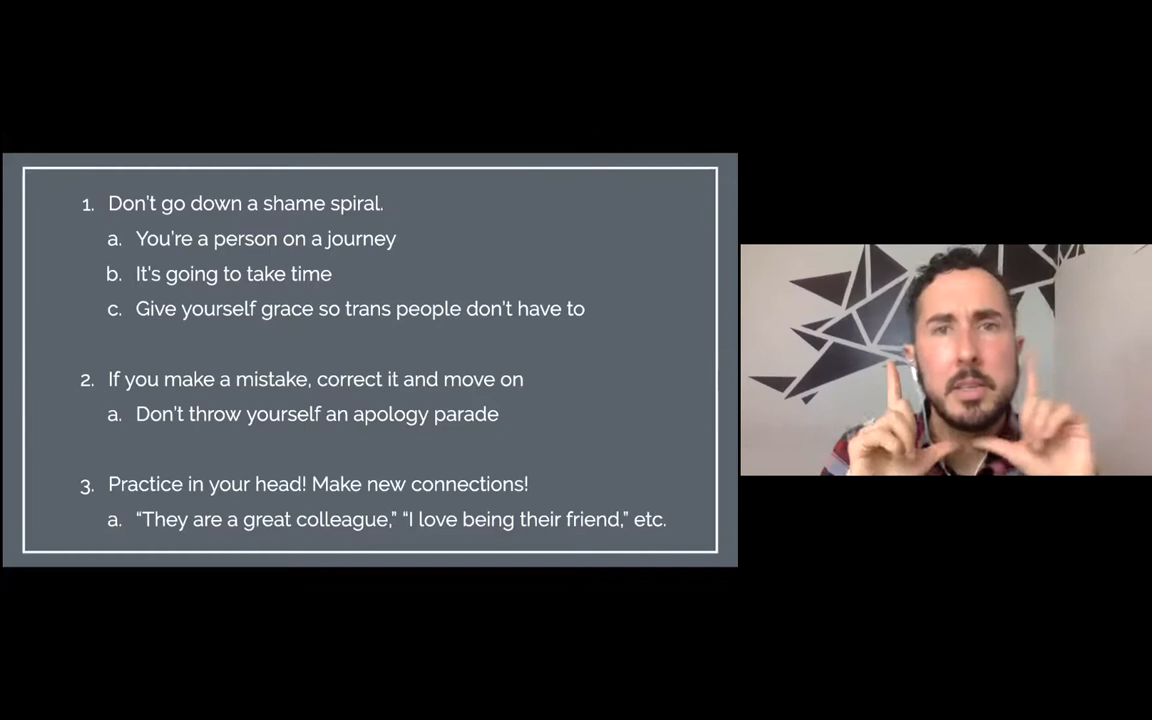 1. Don't go down a shame spiral.
a. You're a person on a journey
b. It's going to take time
c. Give yourself grace so trans people don't have to
2. If you make a mistake, correct it and move on
a. Don't throw yourself an apology parade
3. Practice in your head! Make new connections!
a. “They are a great colleague,” “I love being their friend,” etc.